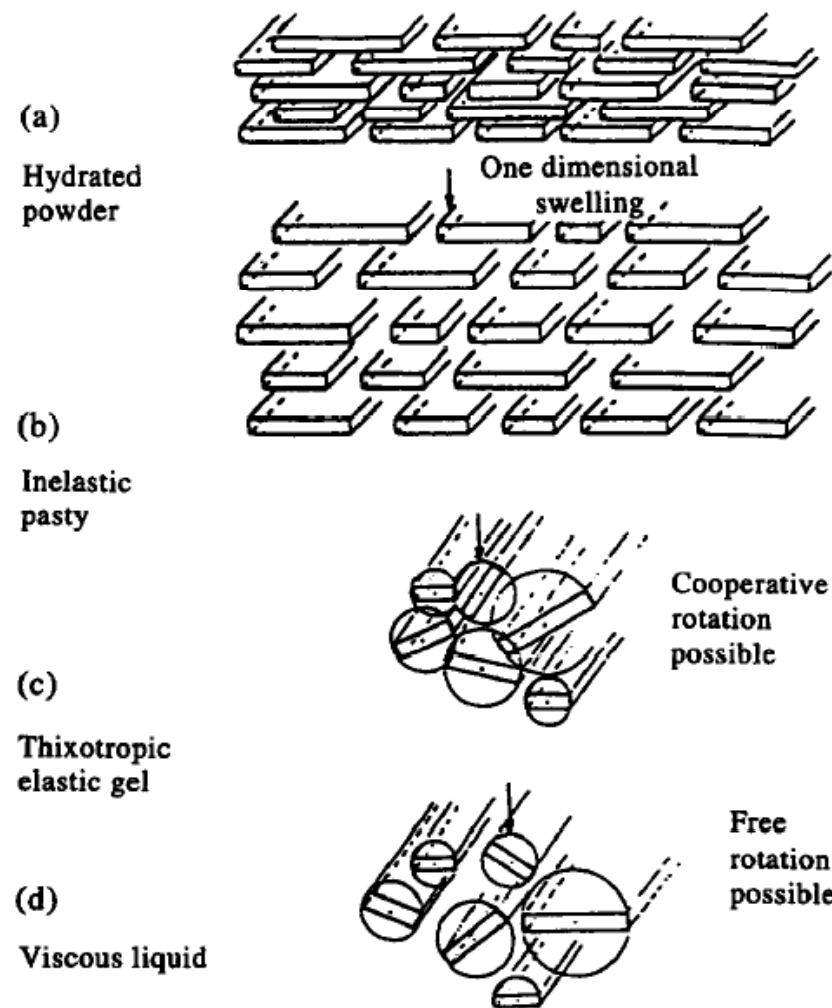 (a)
Hydrated
powder
One dimensional
swelling
(b)
Inelastic
pasty
Cooperative
rotation
possible
(c)
Thixotropic
elastic gel
Free
rotation
possible
(d)
Viscous liquid